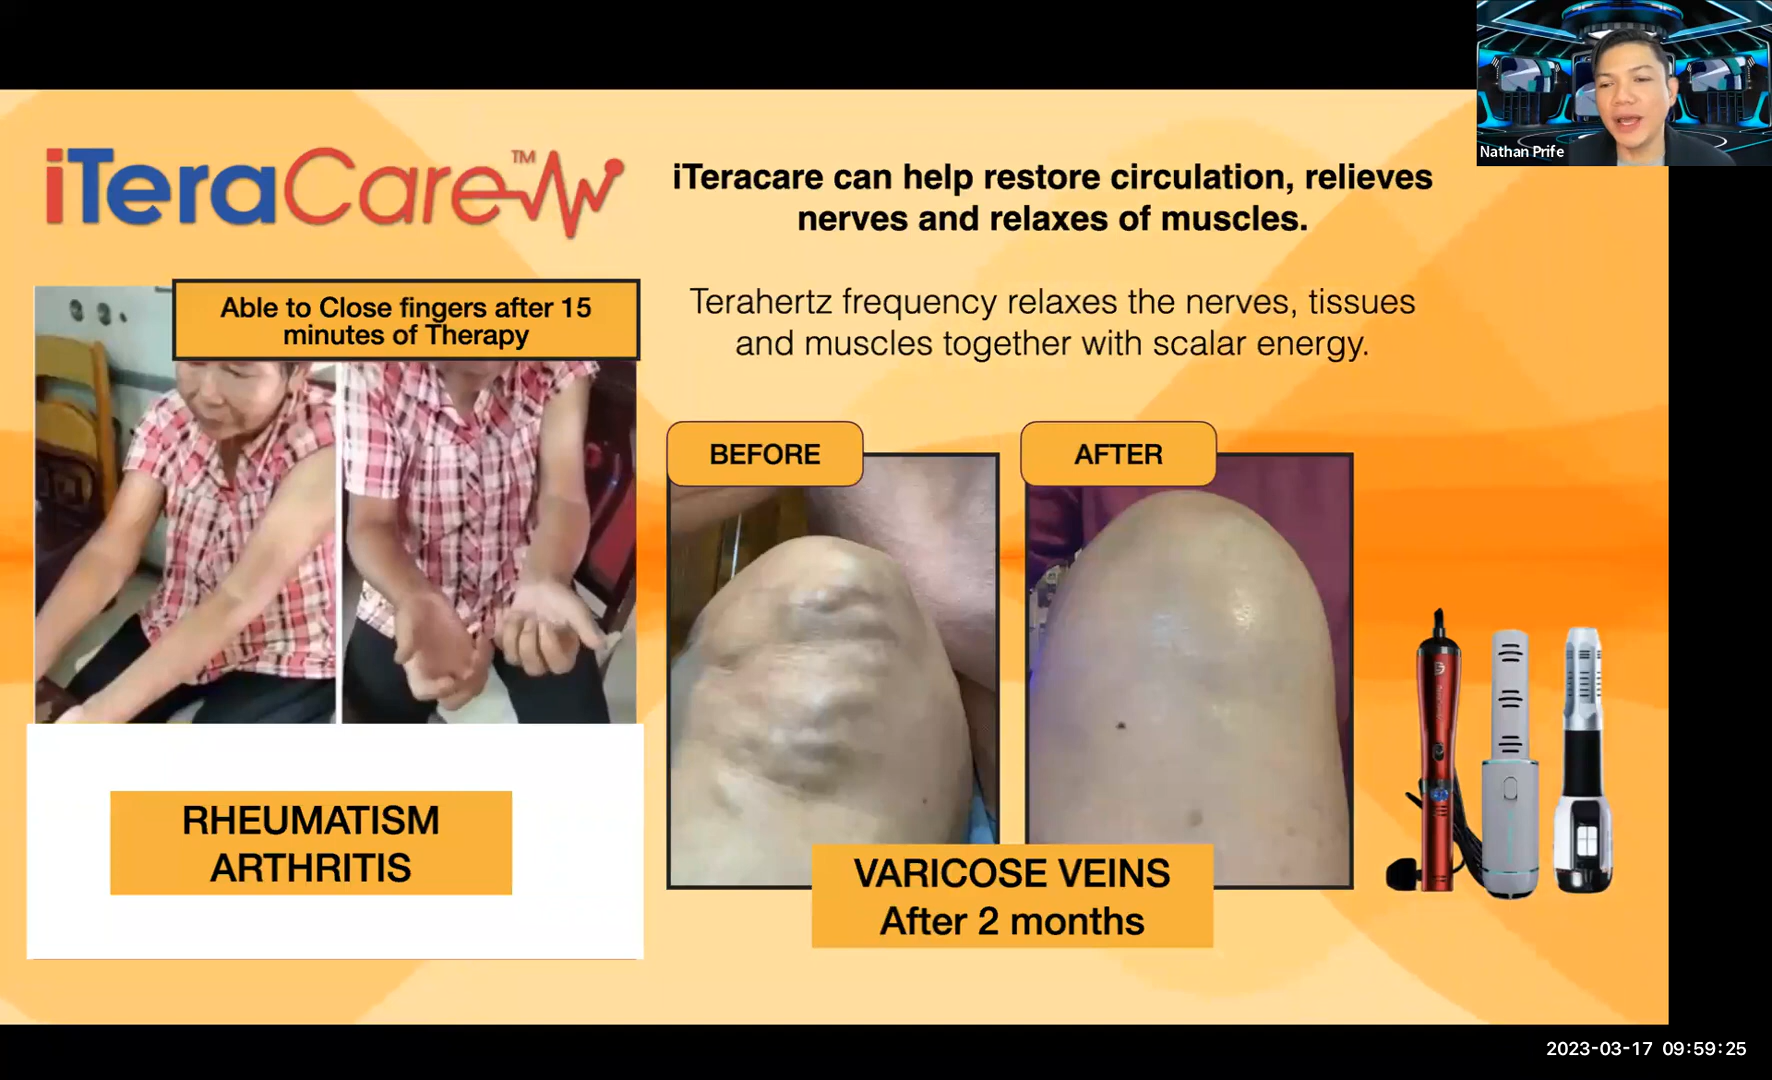 Nathan Prife
iTeraCare™
iTeracare can help restore circulation, relieves
nerves and relaxes of muscles.
Terahertz frequency relaxes the nerves, tissues
and muscles together with scalar energy.
Able to Close fingers after 15
minutes of Therapy
RHEUMATISM
ARTHRITIS
BEFORE
AFTER
VARICOSE VEINS
After 2 months
2023-03-17 09:59:25